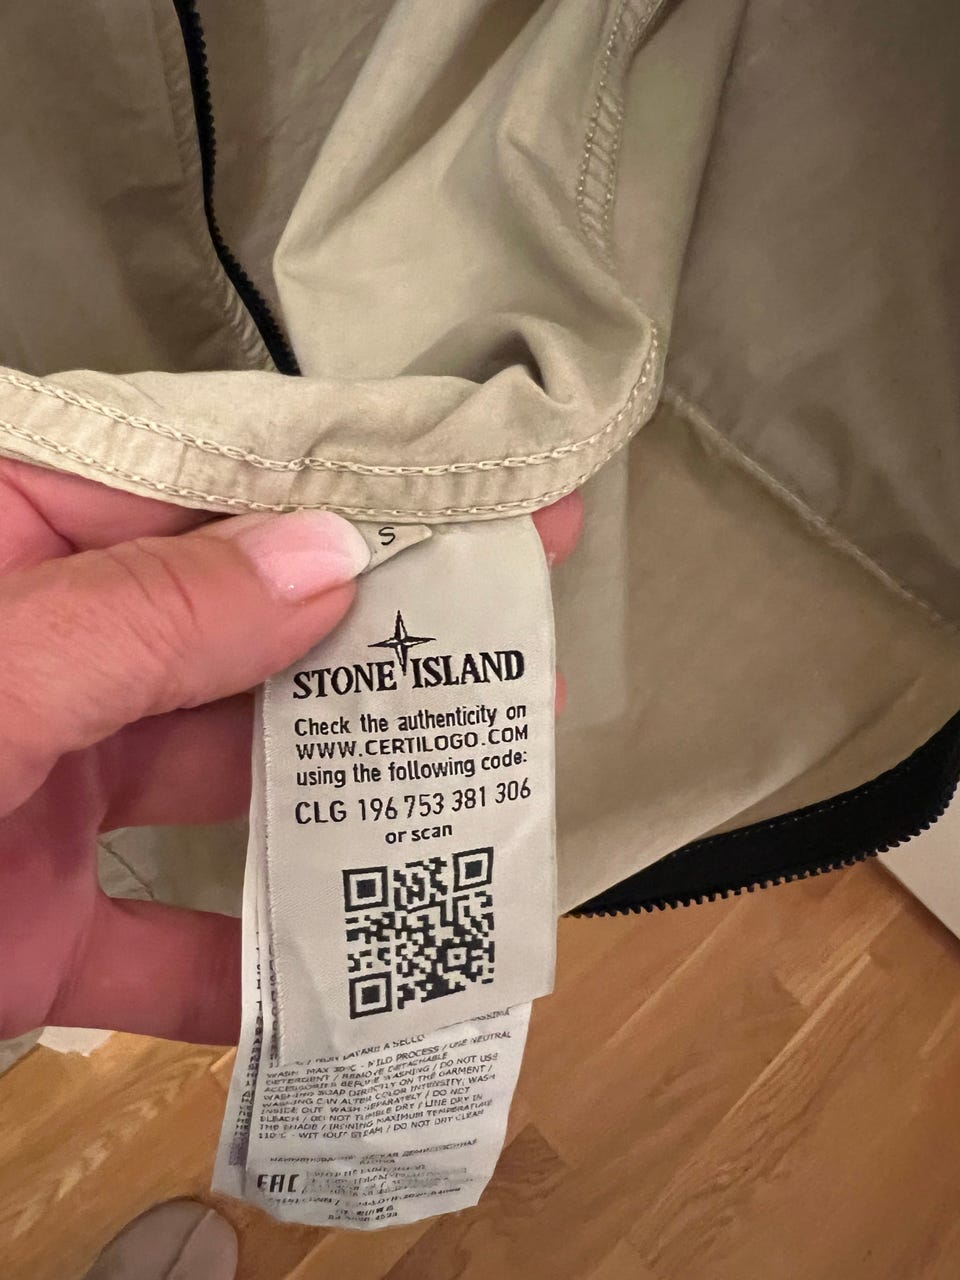 S
STONE ISLAND
Check the authenticity on
WWW.CERTILOGO.COM
using the following code:
CLG 196 753 381 306
or scan
LAVARE A SECCO
WASH MAX 30°C - MILD PROCESS / USE NEUTRAL
DETERGENT / REMOVE DETACHABLE
ACCESSORIES BEFORE WASHING / DO NOT USE
WASHING SOAP DIRECTLY ON THE GARMENT /
WASHING CAN ALTER COLOR INTENSITY: WASH
INSIDE OUT WASH SEPARATELY / DO NOT
BLEACH / DO NOT TUMBLE DRY / LINE DRY IN
THE SHADE / IRONING MAXIMUM TEMPERATURE
110°C - WITHOUT STEAM / DO NOT DRY CLEAN
EAC